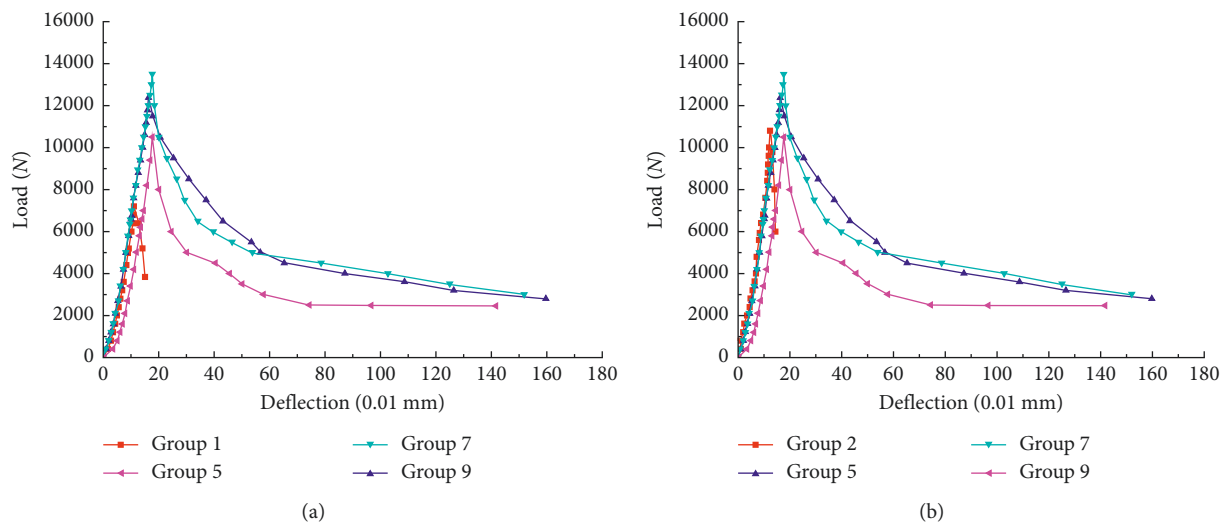 16000
14000
12000
10000
8000
6000
4000
2000
0
Load (N)
0 20 40 60 80 100 120 140 160 180
Deflection (0.01 mm)
Group 1
Group 5
Group 7
Group 9
(a)
16000
14000
12000
10000
8000
6000
4000
2000
0
Load (N)
0 20 40 60 80 100 120 140 160 180
Deflection (0.01 mm)
Group 2
Group 5
Group 7
Group 9
(b)